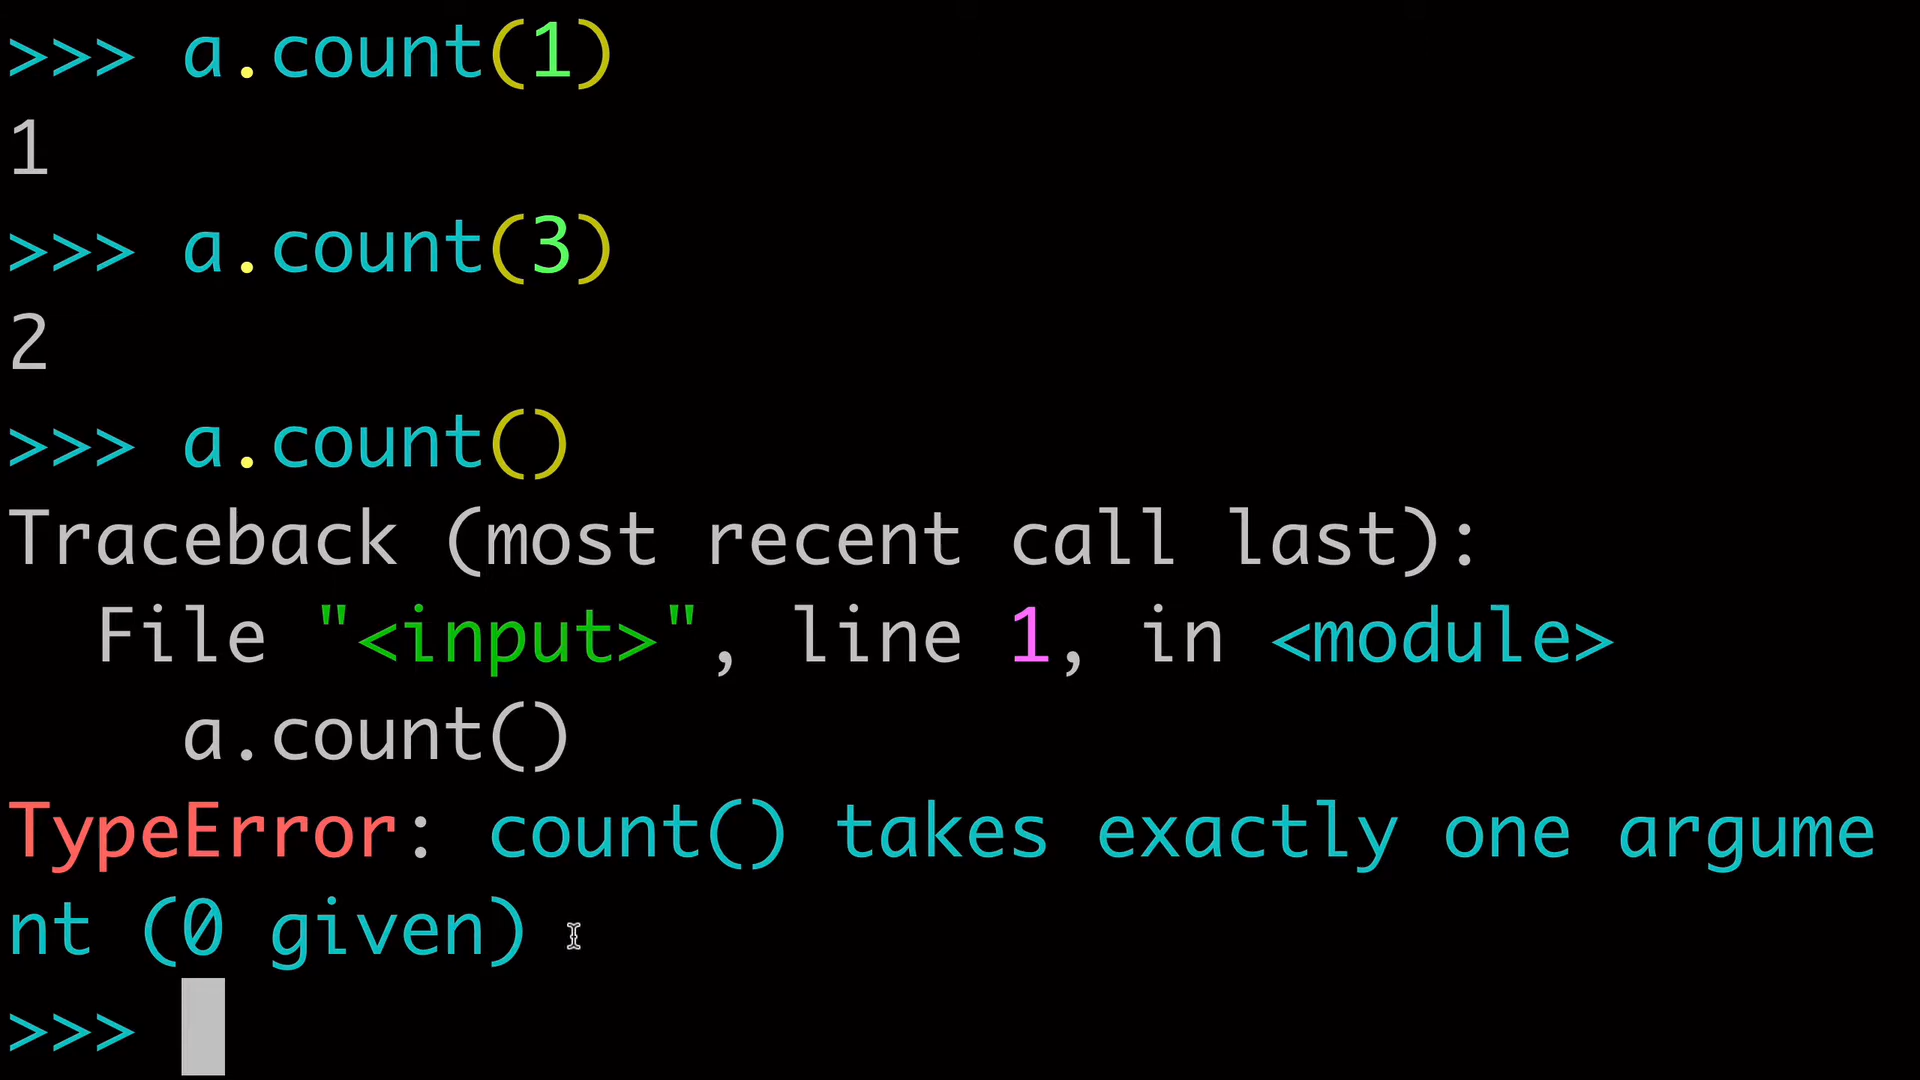 >>> a.count(1)
1
>>> a.count(3)
2
>>> a.count()
Traceback (most recent call last):
  File "<input>", line 1, in <module>
    a.count()
TypeError: count() takes exactly one argume
nt (0 given)
>>>